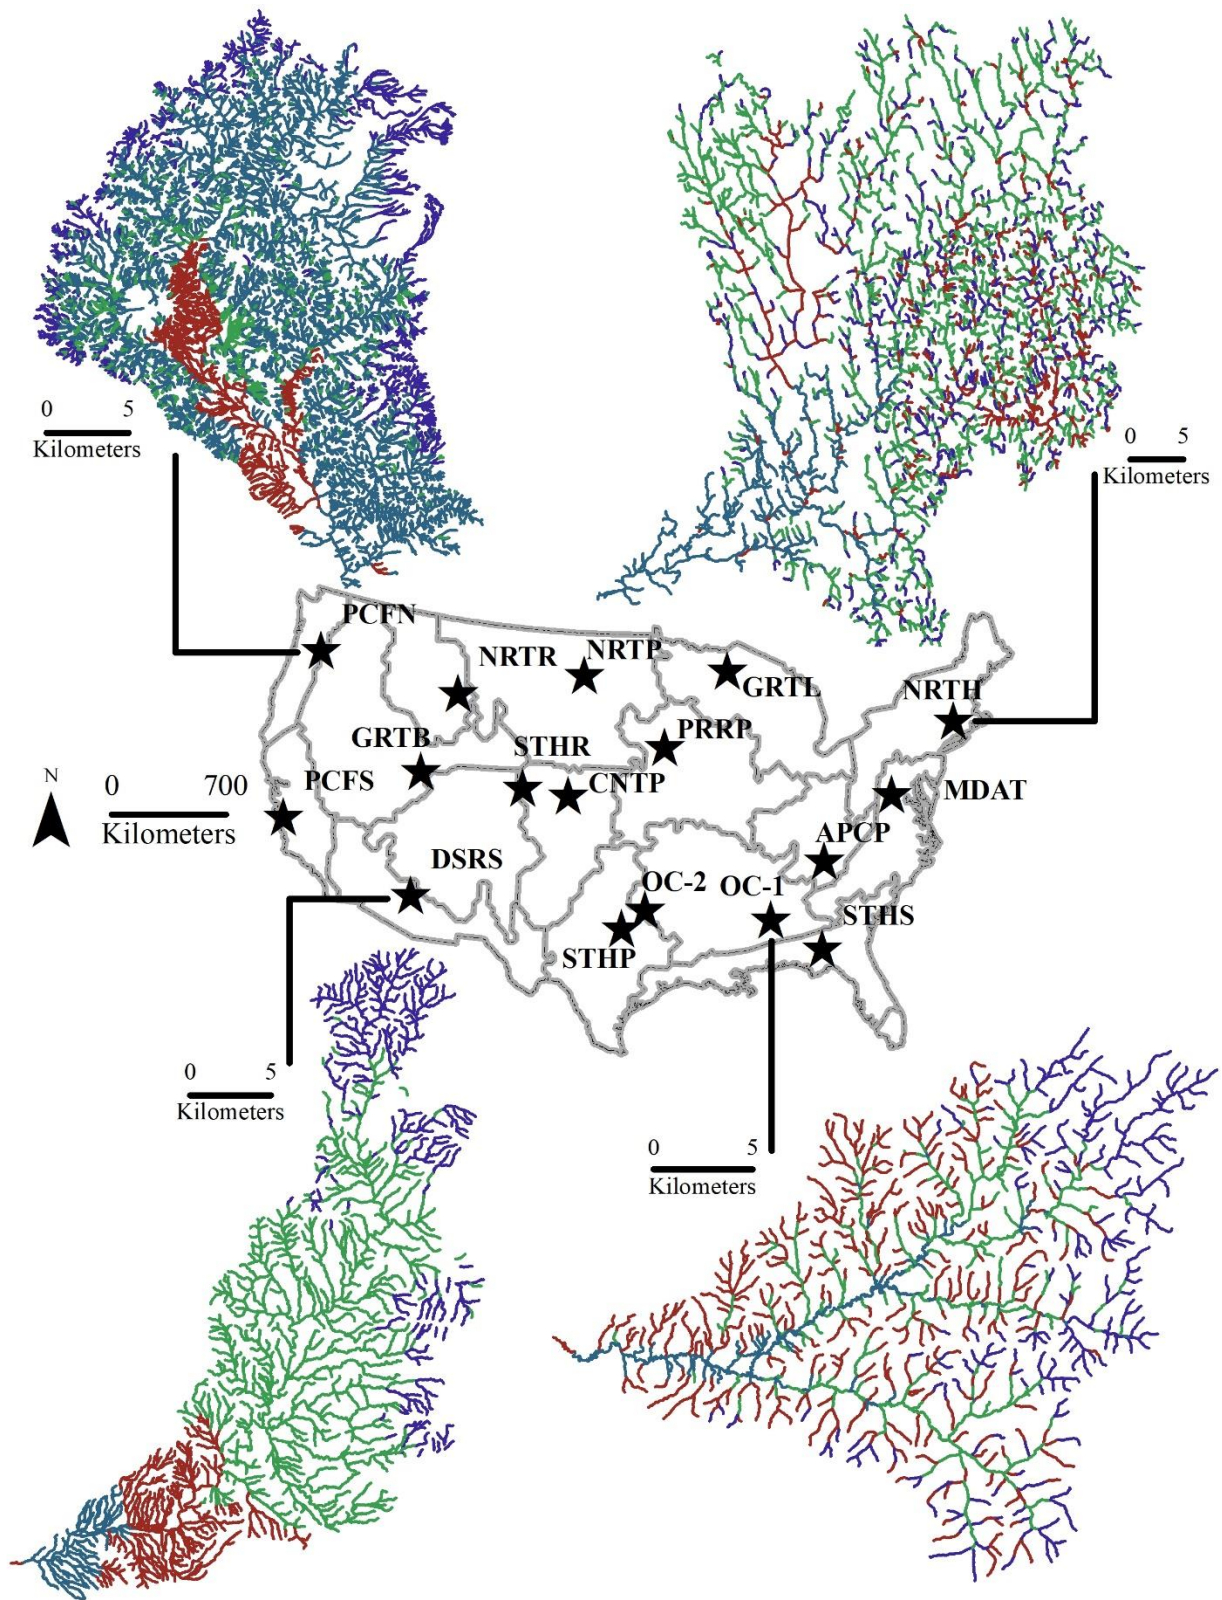 0 5
Kilometers
0 5
Kilometers
PCFN
NRTR
NRTP
GRTL
NRTH
GRTB
STHR
PRRP
N
0 700
Kilometers
PCFS
CNTP
MDAT
APCP
DSRS
OC-2
OC-1
STHS
STHP
0 5
Kilometers
0 5
Kilometers